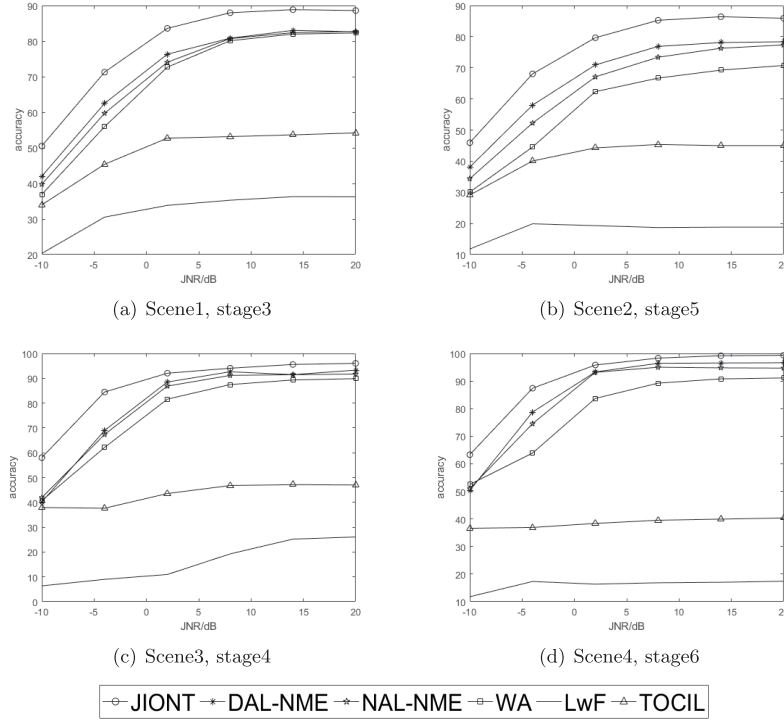 90
80
70
60
50
40
30
20
accuracy
-10 -5 0 5 10 15 20
JNR/dB
(a) Scene1, stage3
90
80
70
60
50
40
30
20
10
accuracy
-10 -5 0 5 10 15 20
JNR/dB
(b) Scene2, stage5
100
90
80
70
60
50
40
30
20
10
0
accuracy
-10 -5 0 5 10 15 20
JNR/dB
(c) Scene3, stage4
100
90
80
70
60
50
40
30
20
10
accuracy
-10 -5 0 5 10 15 20
JNR/dB
(d) Scene4, stage6
JIONT DAL-NME NAL-NME WA LwF TOCIL